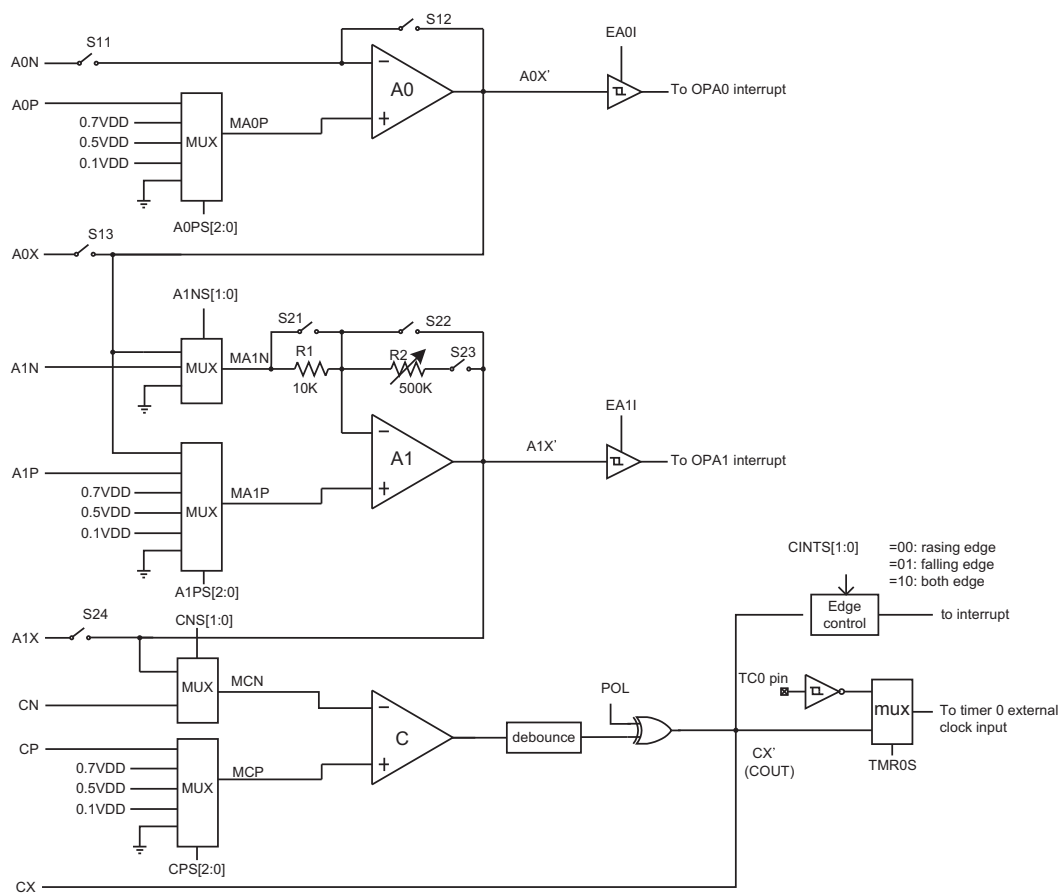 S12
S11
EA0I
A0N
−
A0X'
A0
To OPA0 interrupt
A0P
0.7VDD
MA0P
+
0.5VDD
MUX
0.1VDD
A0PS[2:0]
S13
A0X
A1NS[1:0]
S21
S22
MUX
MA1N
R1
R2
S23
A1N
10K
500K
EA1I
−
A1X'
A1
To OPA1 interrupt
A1P
0.7VDD
MA1P
+
0.5VDD
MUX
0.1VDD
CINTS[1:0]
=00: rasing edge
=01: falling edge
=10: both edge
A1PS[2:0]
S24
CNS[1:0]
Edge
control
to interrupt
A1X
MUX
MCN
TC0 pin
POL
CN
−
mux
To timer 0 external
clock input
C
debounce
CP
0.7VDD
MCP
+
CX'
(COUT)
TMR0S
0.5VDD
MUX
0.1VDD
CPS[2:0]
CX